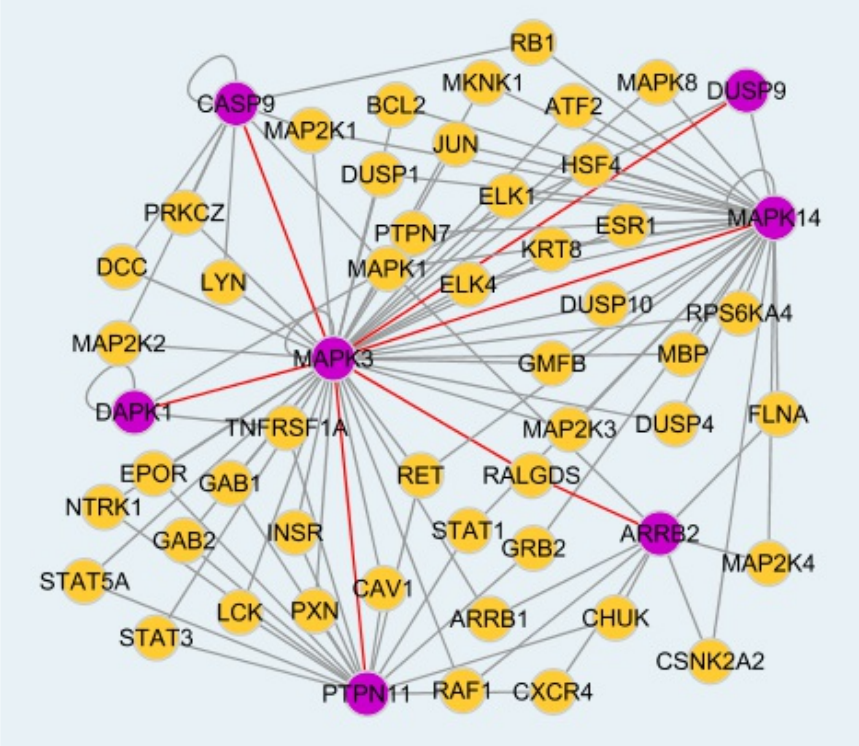 RB1
MKNK1
MAPK8
DUSP9
CASP9
BCL2
ATF2
MAP2K1
JUN
HSF4
DUSP1
ELK1
PRKCZ
MAPK14
PTPN7
ESR1
KRT8
DCC
MAPK1
LYN
ELK4
DUSP10
RPS6KA4
MAP2K2
MAPK3
GMFB
MBP
DAPK1
TNFRSF1A
MAP2K3
DUSP4
FLNA
EPOR
GAB1
RET
RALGDS
NTRK1
INSR
STAT1
ARRB2
GAB2
GRB2
MAP2K4
STAT5A
CAV1
LCK
PXN
ARRB1
CHUK
STAT3
CSNK2A2
PTPN11
RAF1
CXCR4